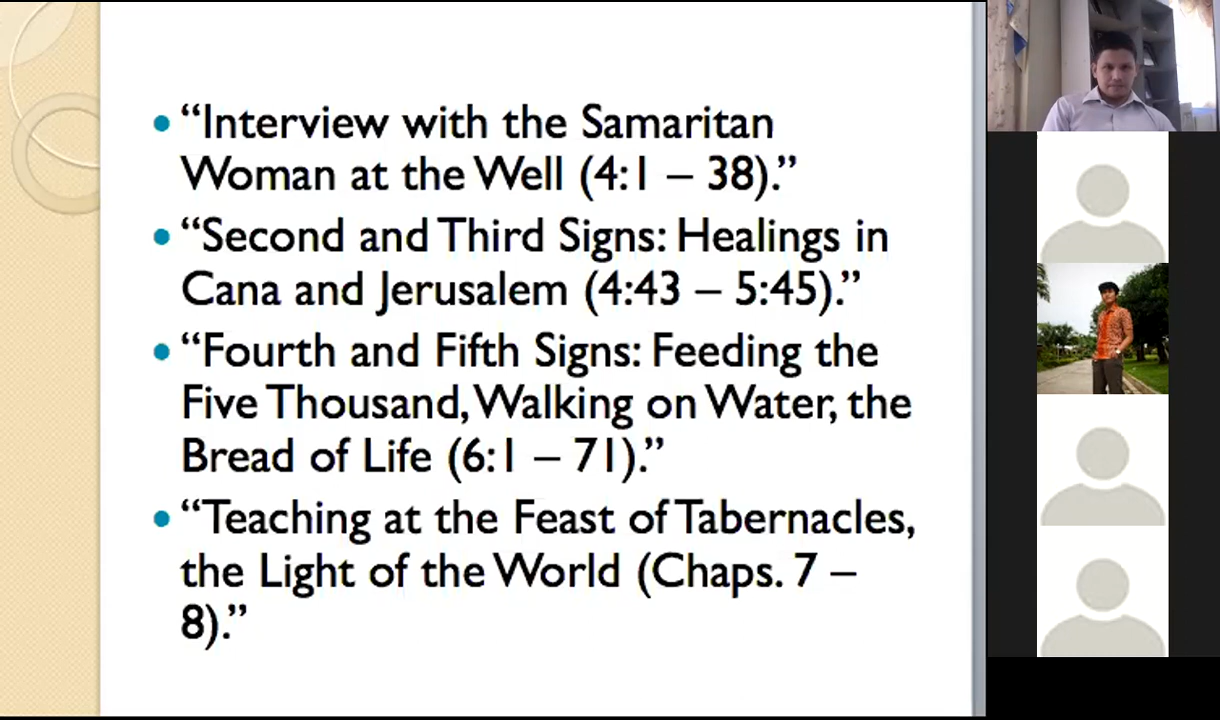 “Interview with the Samaritan
Woman at the Well (4:1 – 38).”
“Second and Third Signs: Healings in
Cana and Jerusalem (4:43 – 5:45).”
“Fourth and Fifth Signs: Feeding the
Five Thousand, Walking on Water, the
Bread of Life (6:1 – 71).”
“Teaching at the Feast of Tabernacles,
the Light of the World (Chaps. 7 –
8).”